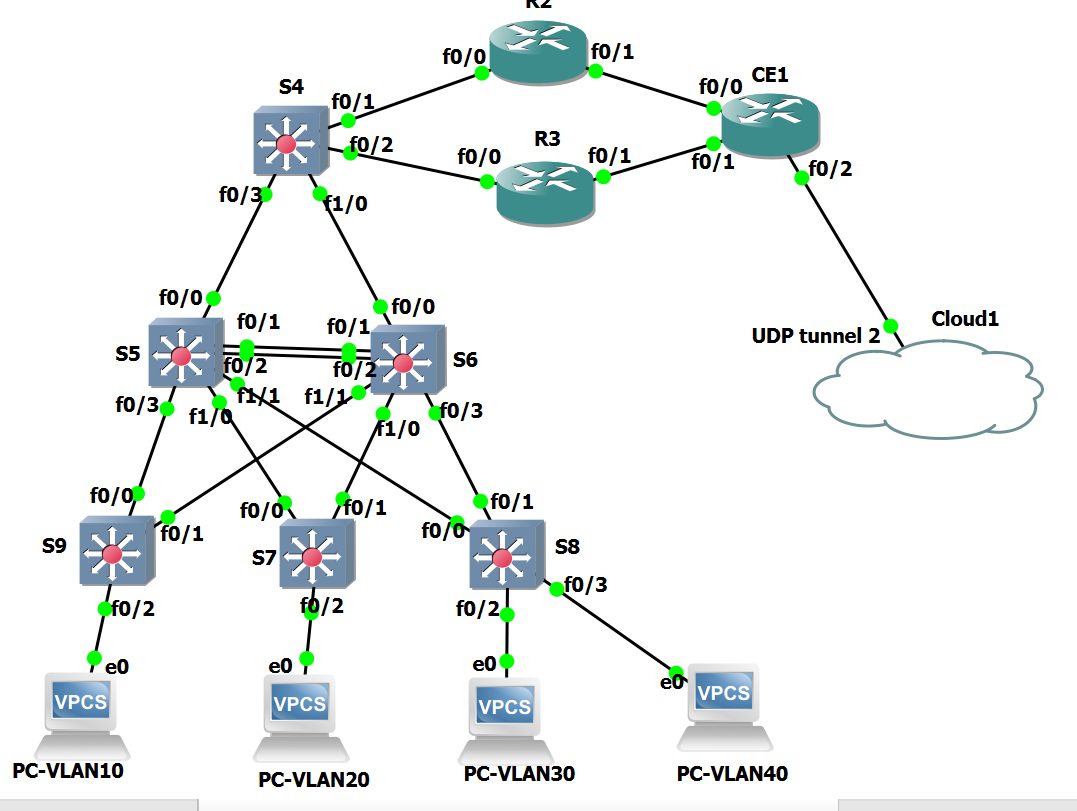 R2
f0/0
f0/1
CE1
S4
f0/0
f0/1
f0/2
R3
f0/0
f0/1
f0/1
f0/2
f0/3
f1/0
f0/0
f0/0
f0/1
f0/1
Cloud1
UDP tunnel 2
S5
S6
f0/2
f0/2
f1/1
f1/1
f0/3
f1/0
f0/3
f1/0
f0/0
f0/1
f0/0
f0/1
f0/0
f0/1
S9
S7
S8
f0/2
f0/2
f0/2
f0/3
e0
e0
e0
e0
VPCS
VPCS
VPCS
VPCS
PC-VLAN10
PC-VLAN20
PC-VLAN30
PC-VLAN40